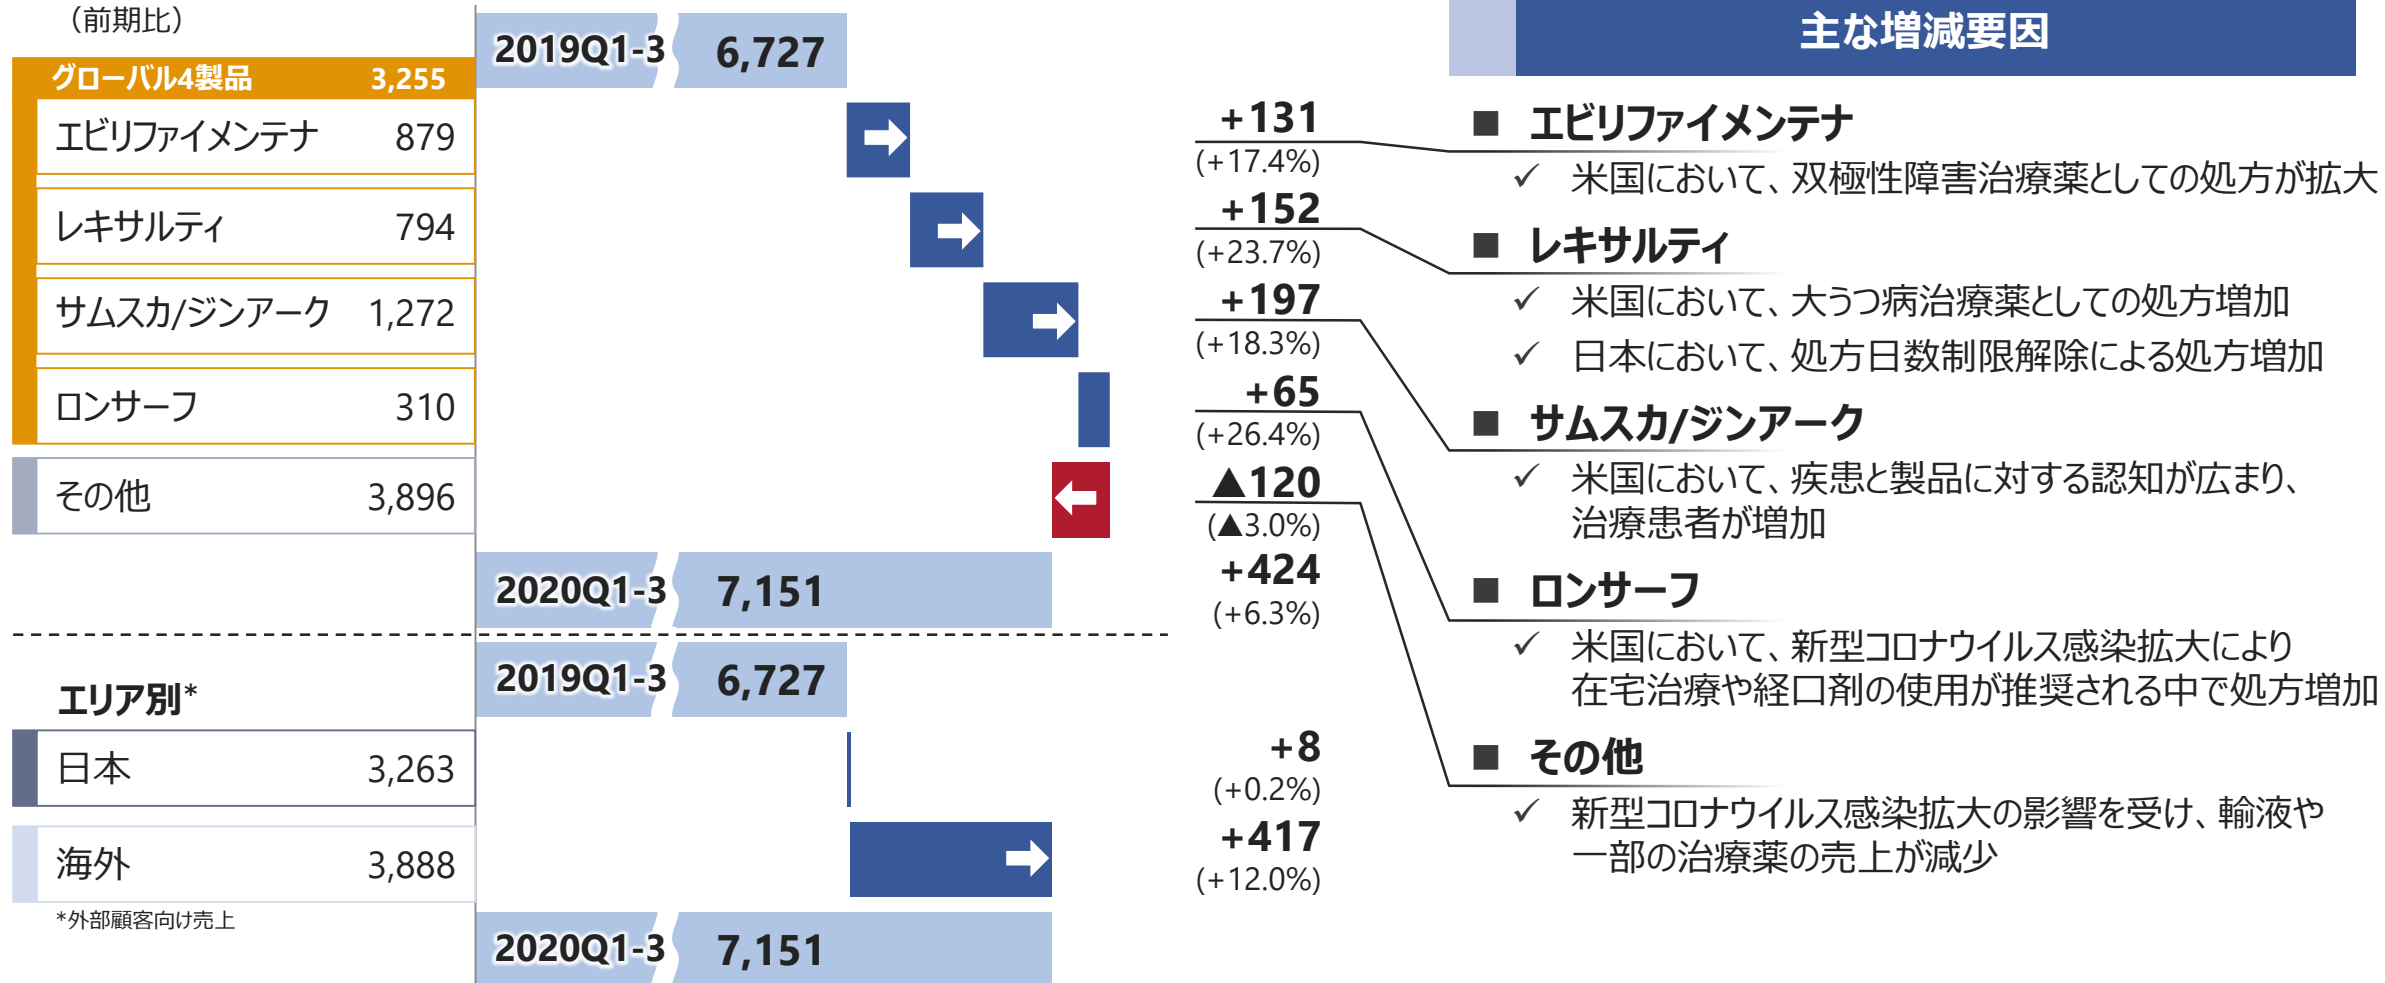 （前期比）
2019Q1-3 6,727
グローバル4製品 3,255
エビリファイメンテナ 879
レキサルティ 794
サムスカ/ジンアーク 1,272
ロンサーフ 310
その他 3,896
2020Q1-3 7,151
+131
(+17.4%)
+152
(+23.7%)
+197
(+18.3%)
+65
(+26.4%)
▲120
(▲3.0%)
+424
(+6.3%)
2019Q1-3 6,727
エリア別*
日本 3,263
海外 3,888
*外部顧客向け売上
2020Q1-3 7,151
+8
(+0.2%)
+417
(+12.0%)
主な増減要因
■ エビリファイメンテナ
✓ 米国において、双極性障害治療薬としての処方が拡大
■ レキサルティ
✓ 米国において、大うつ病治療薬としての処方増加
✓ 日本において、処方日数制限解除による処方増加
■ サムスカ/ジンアーク
✓ 米国において、疾患と製品に対する認知が広まり、
治療患者が増加
■ ロンサーフ
✓ 米国において、新型コロナウイルス感染拡大により
在宅治療や経口剤の使用が推奨される中で処方増加
■ その他
✓ 新型コロナウイルス感染拡大の影響を受け、輸液や
一部の治療薬の売上が減少